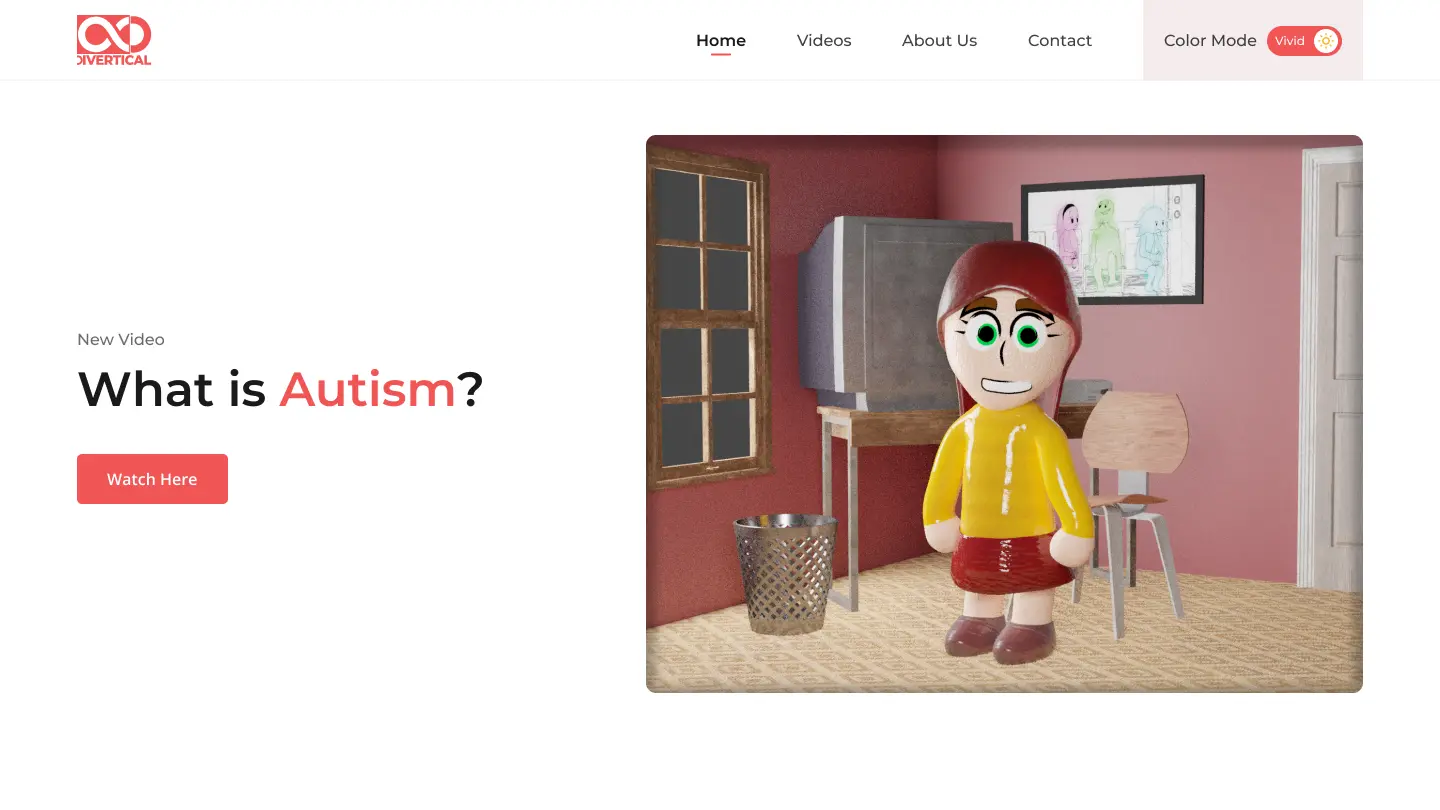 DIVERTICAL
Home
Videos
About Us
Contact
Color Mode
Vivid
New Video
What is Autism?
Watch Here